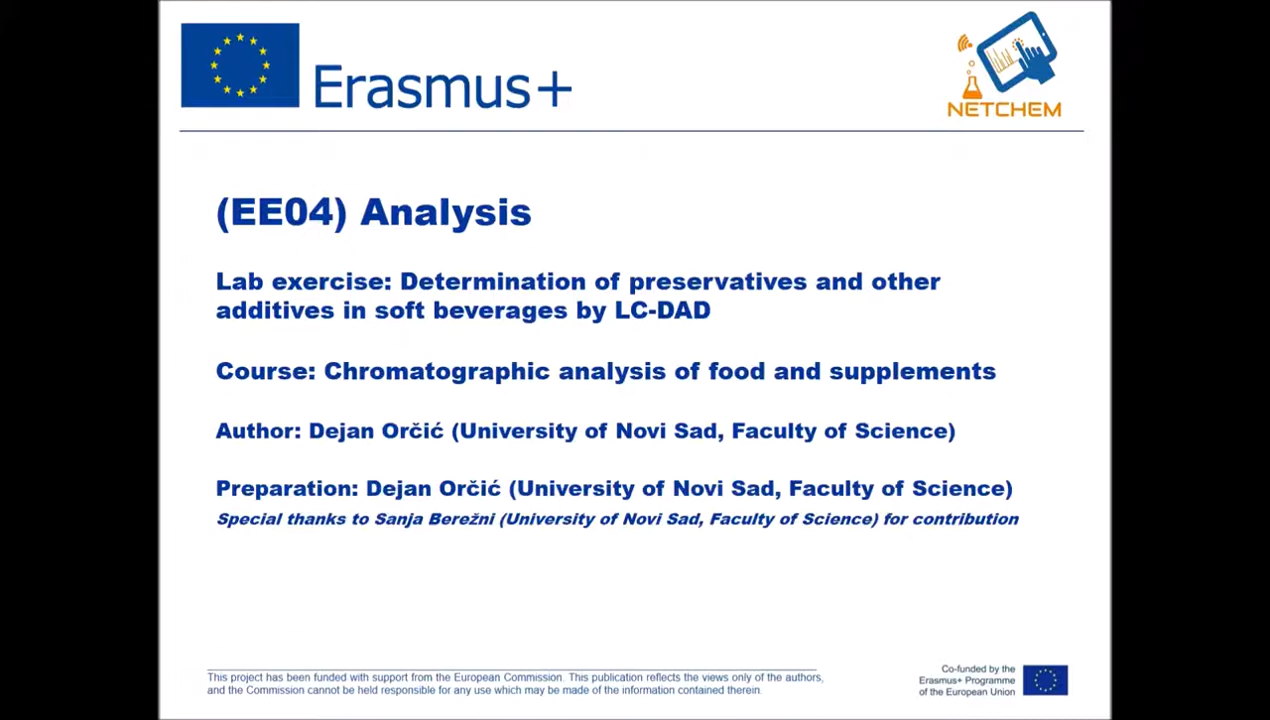 Erasmus+
NETCHEM
(EE04) Analysis
Lab exercise: Determination of preservatives and other
additives in soft beverages by LC-DAD
Course: Chromatographic analysis of food and supplements
Author: Dejan Orčić (University of Novi Sad, Faculty of Science)
Preparation: Dejan Orčić (University of Novi Sad, Faculty of Science)
Special thanks to Sanja Berežni (University of Novi Sad, Faculty of Science) for contribution
This project has been funded with support from the European Commission. This publication reflects the views only of the authors,
and the Commission cannot be held responsible for any use which may be made of the information contained therein.
Co-funded by the
Erasmus+ Programme
of the European Union